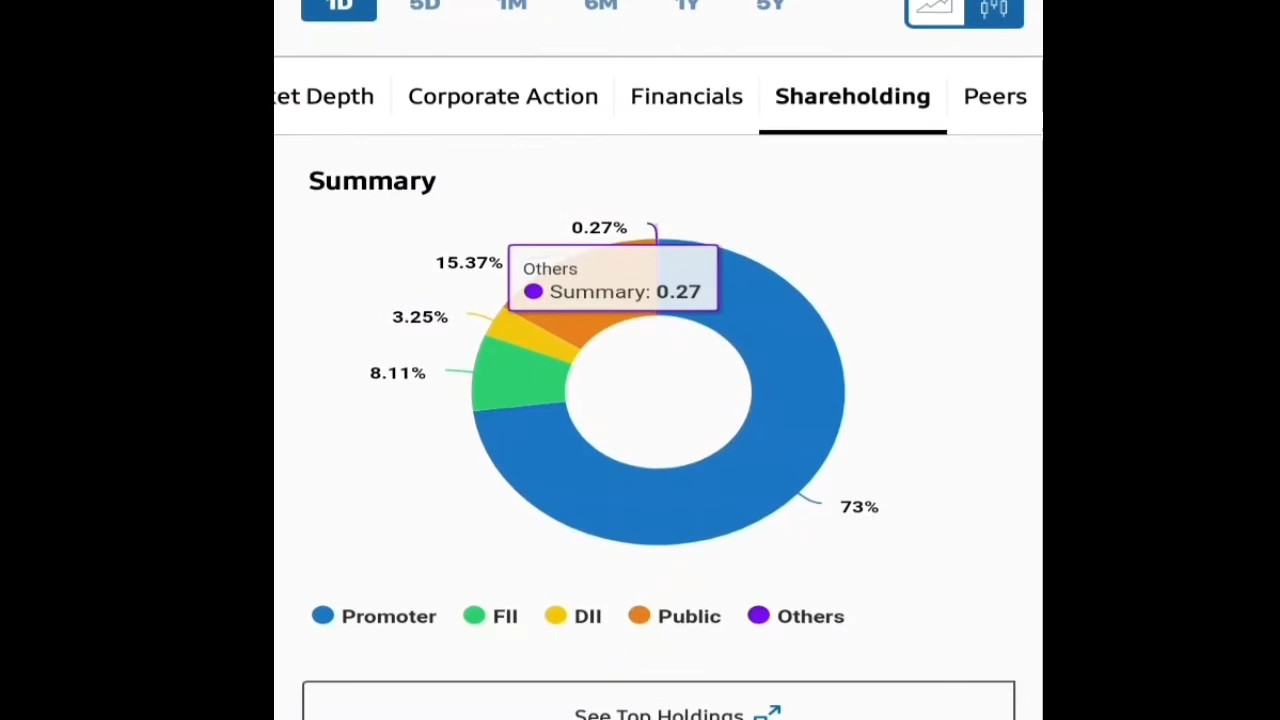 1D 5D 1M 6M 1Y 5Y
et Depth Corporate Action Financials Shareholding Peers
Summary
0.27%
15.37%
Others
Summary: 0.27
3.25%
8.11%
73%
Promoter FII DII Public Others
See Top Holdings